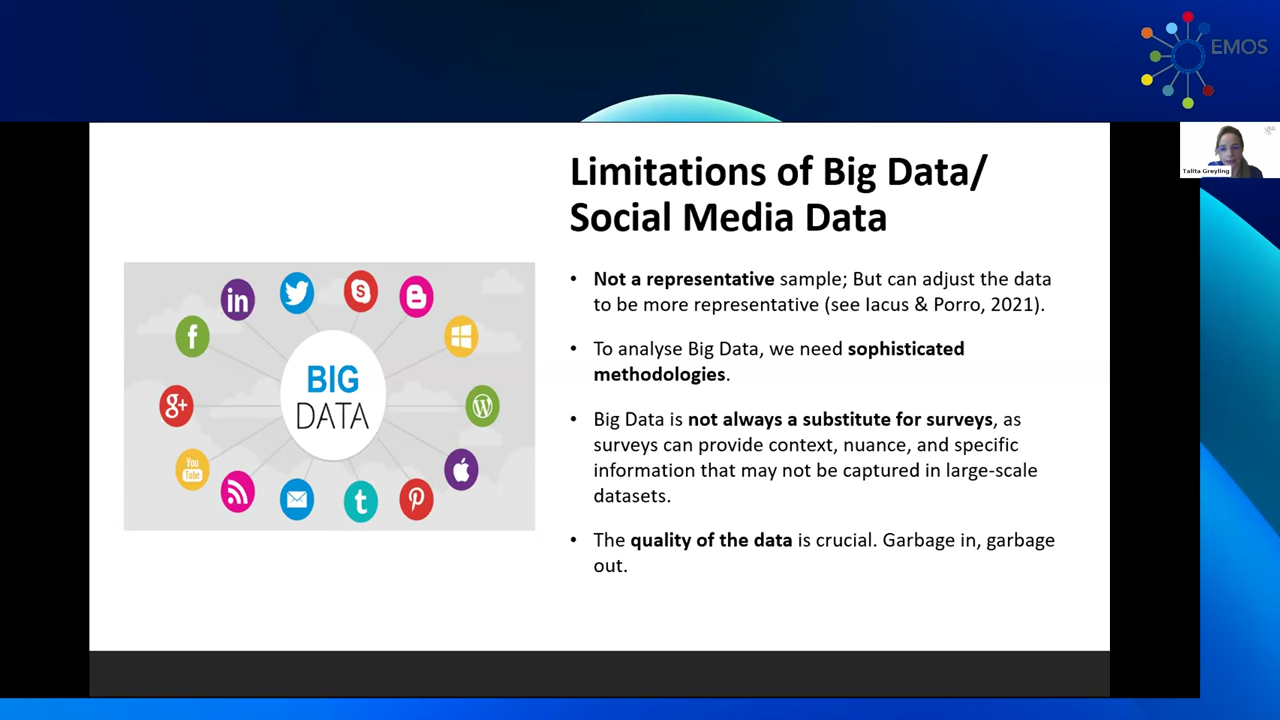 EMOS
Talita Greyling
Limitations of Big Data/
Social Media Data
• Not a representative sample; But can adjust the data
to be more representative (see Iacus & Porro, 2021).
• To analyse Big Data, we need sophisticated
methodologies.
• Big Data is not always a substitute for surveys, as
surveys can provide context, nuance, and specific
information that may not be captured in large-scale
datasets.
• The quality of the data is crucial. Garbage in, garbage
out.
in
f
g+
You
Tube
t
BIG
DATA